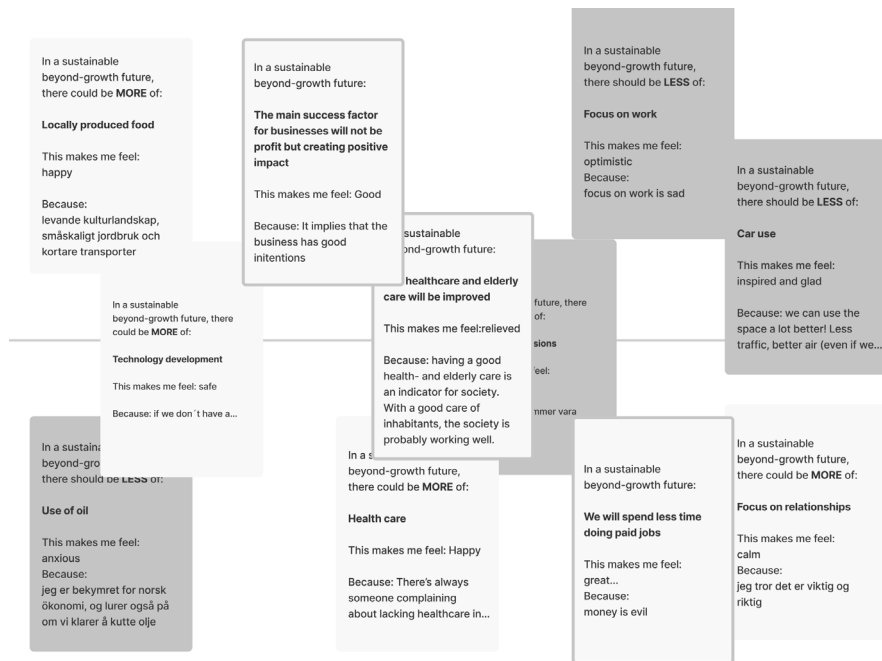 In a sustainable
beyond-growth future,
there could be MORE of:
Locally produced food
This makes me feel:
happy
Because:
levande kulturlandskap,
småskaligt jordbruk och
kortare transporter
In a sustainable
beyond-growth future:
The main success factor
for businesses will not be
profit but creating positive
impact
This makes me feel: Good
Because: It implies that the
business has good
initentions
In a sustainable
beyond-growth future,
there should be LESS of:
Focus on work
This makes me feel:
optimistic
Because:
focus on work is sad
In a sustainable
beyond-growth future,
there should be LESS of:
Car use
This makes me feel:
inspired and glad
Because: we can use the
space a lot better! Less
traffic, better air (even if we...
In a sustainable
beyond-growth future, there
could be MORE of:
Technology development
This makes me feel: safe
Because: if we don´t have a...
sustainable
future:
healthcare and elderly
care will be improved
This makes me feel:relieved
Because: having a good
health- and elderly care is
an indicator for society.
With a good care of
inhabitants, the society is
probably working well.
future, there
of:
vara
In a
beyond-growth future,
there could be MORE of:
Health care
This makes me feel: Happy
Because: There's always
someone complaining
about lacking healthcare in...
In a
there should be LESS of:
Use of oil
This makes me feel:
anxious
Because:
jeg er bekymret for norsk
ökonomi, og lurer også på
om vi klarer å kutte olje
In a sustainable
beyond-growth future:
We will spend less time
doing paid jobs
This makes me feel:
great...
Because:
money is evil
In a sustainable
beyond-growth future,
there could be MORE of:
Focus on relationships
This makes me feel:
calm
Because:
jeg tror det er viktig og
riktig